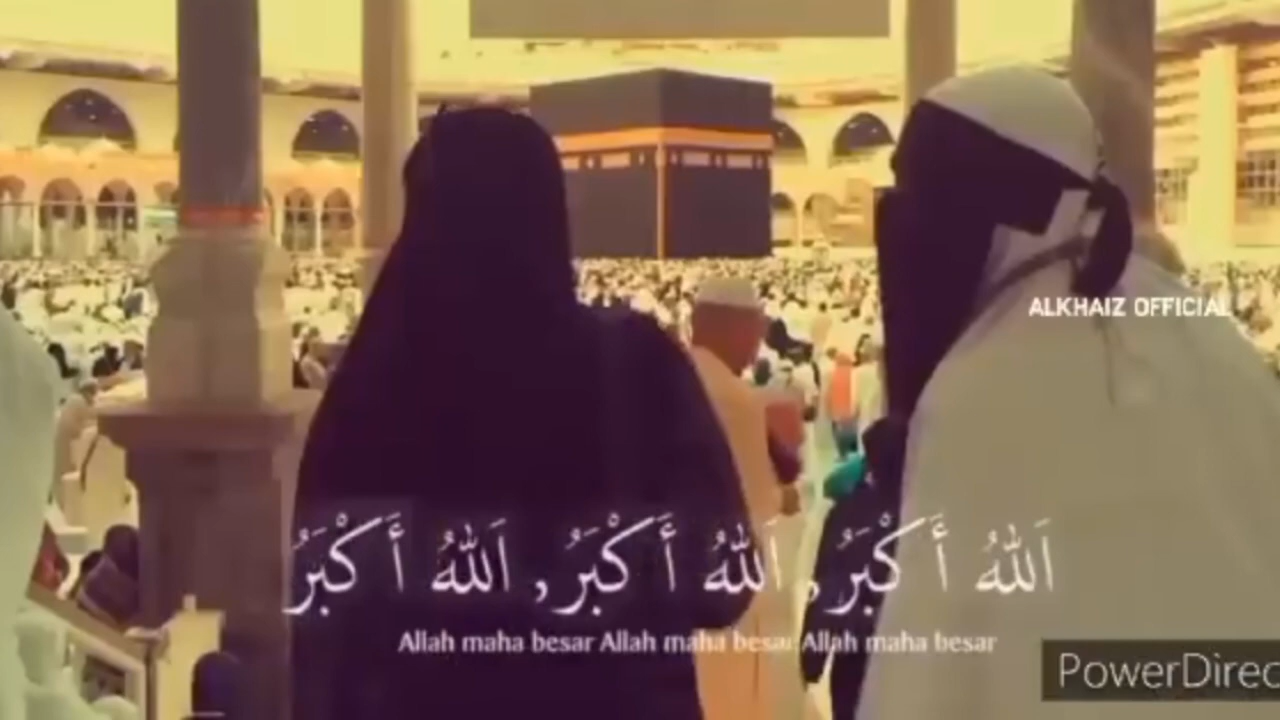 ALKHAIZ OFFICIAL
اَللّٰهُ أَكْبَرُ, اَللّٰهُ أَكْبَرُ, اَللّٰهُ أَكْبَرُ
Allah maha besar Allah maha besar Allah maha besar
PowerDirec